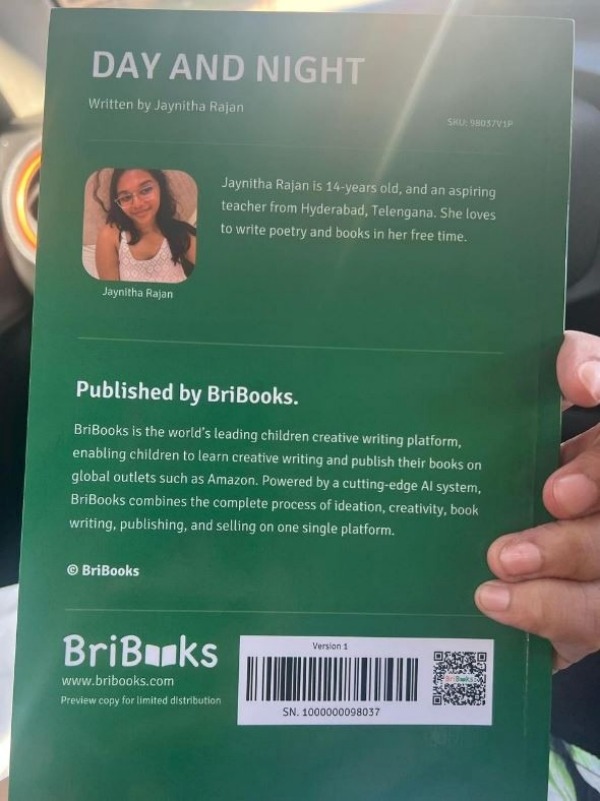 DAY AND NIGHT
Written by Jaynitha Rajan
SKU: 98037V1P
Jaynitha Rajan is 14-years old, and an aspiring
teacher from Hyderabad, Telengana. She loves
to write poetry and books in her free time.
Jaynitha Rajan
Published by BriBooks.
BriBooks is the world's leading children creative writing platform,
enabling children to learn creative writing and publish their books on
global outlets such as Amazon. Powered by a cutting-edge AI system,
BriBooks combines the complete process of ideation, creativity, book
writing, publishing, and selling on one single platform.
© BriBooks
BriBooks
www.bribooks.com
Preview copy for limited distribution
Version 1
SN. 1000000098037
BriBooks